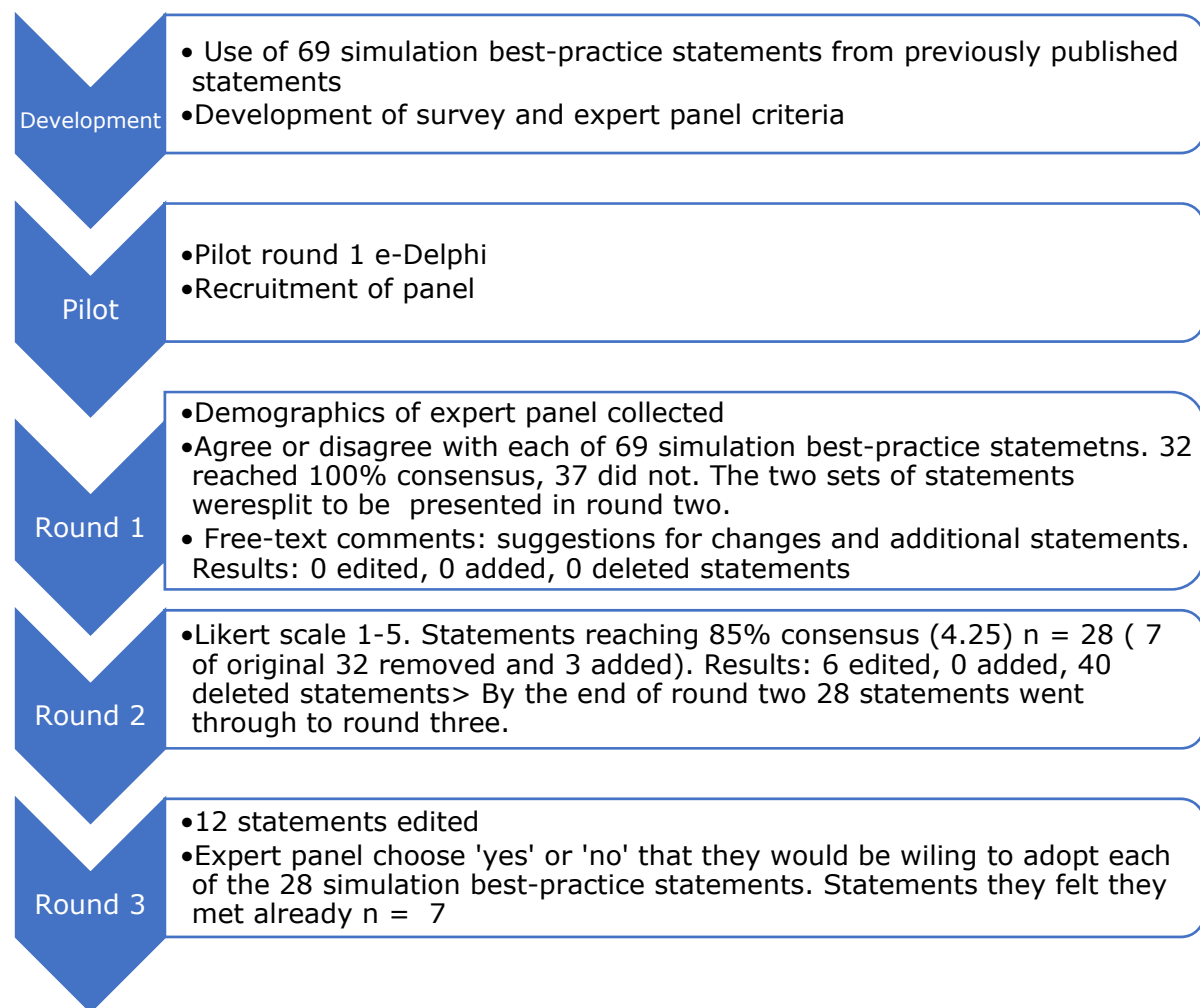 Development
• Use of 69 simulation best-practice statements from previously published
statements
•Development of survey and expert panel criteria
Pilot
•Pilot round 1 e-Delphi
•Recruitment of panel
Round 1
•Demographics of expert panel collected
•Agree or disagree with each of 69 simulation best-practice statemetns. 32
reached 100% consensus, 37 did not. The two sets of statements
weresplit to be  presented in round two.
• Free-text comments: suggestions for changes and additional statements.
Results: 0 edited, 0 added, 0 deleted statements
Round 2
•Likert scale 1-5. Statements reaching 85% consensus (4.25) n = 28 ( 7
of original 32 removed and 3 added). Results: 6 edited, 0 added, 40
deleted statements> By the end of round two 28 statements went
through to round three.
Round 3
•12 statements edited
•Expert panel choose 'yes' or 'no' that they would be wiling to adopt each
of the 28 simulation best-practice statements. Statements they felt they
met already n =  7